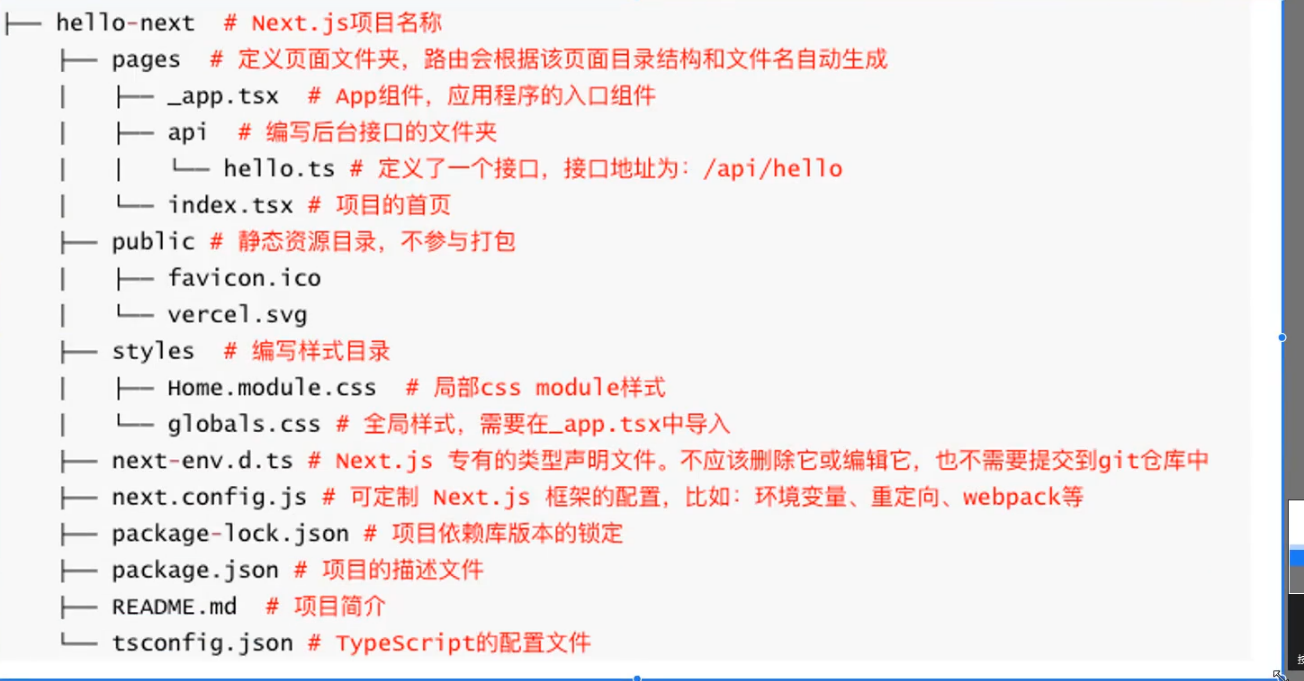 ├── hello-next  # Next.js项目名称
    ├── pages  # 定义页面文件夹，路由会根据该页面目录结构和文件名自动生成
    │   ├── _app.tsx  # App组件，应用程序的入口组件
    │   ├── api  # 编写后台接口的文件夹
    │   │   └── hello.ts # 定义了一个接口，接口地址为：/api/hello
    │   └── index.tsx # 项目的首页
    ├── public # 静态资源目录，不参与打包
    │   ├── favicon.ico
    │   └── vercel.svg
    ├── styles  # 编写样式目录
    │   ├── Home.module.css  # 局部css module样式
    │   └── globals.css # 全局样式，需要在_app.tsx中导入
    ├── next-env.d.ts # Next.js 专有的类型声明文件。不应该删除它或编辑它，也不需要提交到git仓库中
    ├── next.config.js # 可定制 Next.js 框架的配置，比如：环境变量、重定向、webpack等
    ├── package-lock.json # 项目依赖库版本的锁定
    ├── package.json # 项目的描述文件
    ├── README.md  # 项目简介
    └── tsconfig.json # TypeScript的配置文件